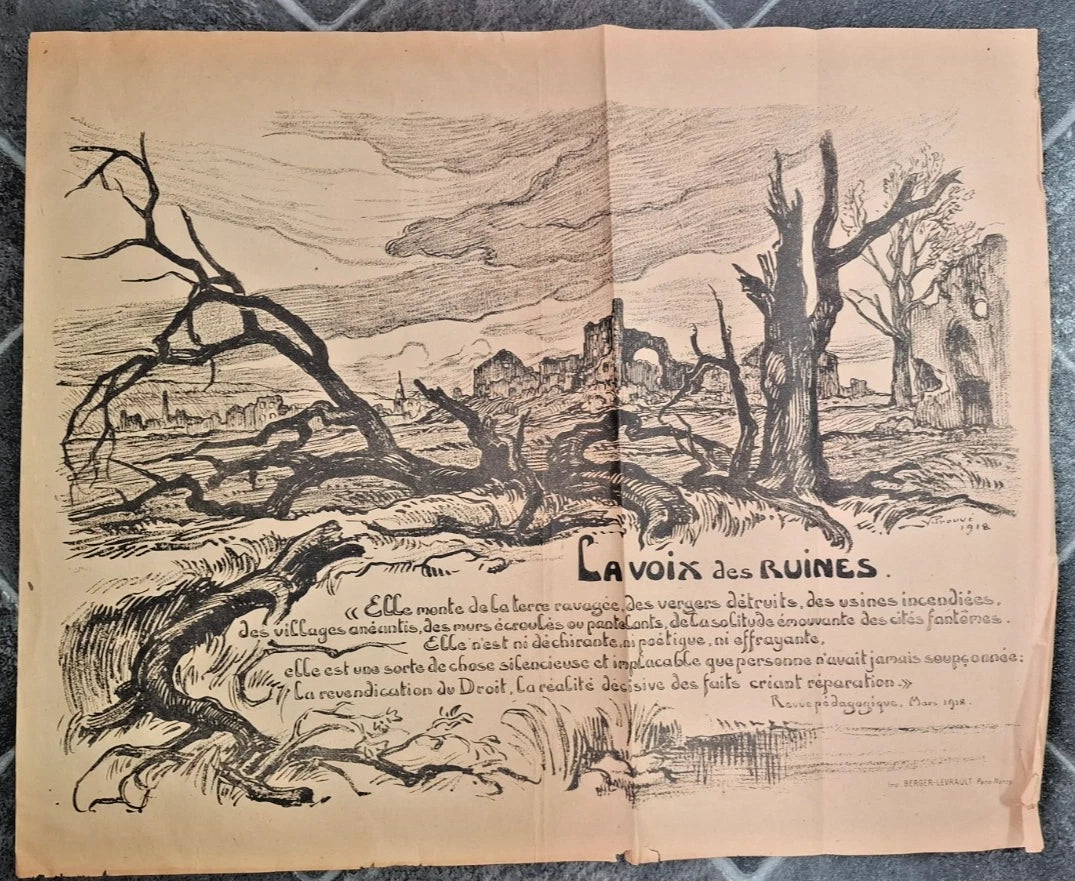 V. Prouvé
1918
LA VOIX des RUINES.
« Elle monte de la terre ravagée, des vergers détruits, des usines incendiées,
des villages anéantis, des murs écroulés ou pantelants, de la solitude émouvante des cités fantômes.
Elle n'est ni déchirante, ni poétique, ni effrayante,
elle est une sorte de chose silencieuse et implacable que personne n'avait jamais soupçonnée :
La revendication du Droit, la réalité décisive des faits criant réparation. »
Revue pédagogique, Mars 1918.
Imp. BERGER-LEVRAULT. Paris-Nancy